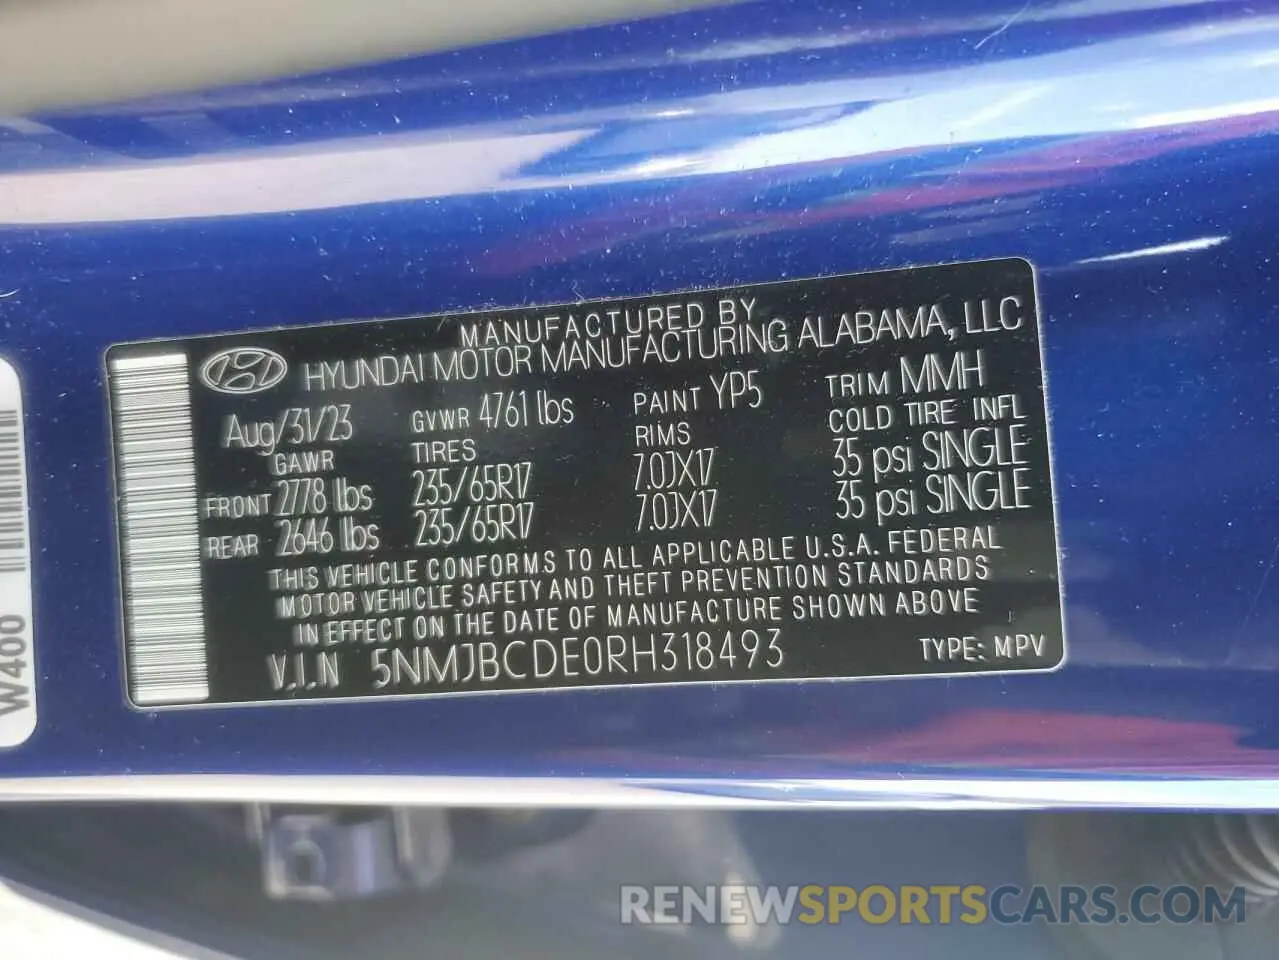 MANUFACTURED BY
HYUNDAI MOTOR MANUFACTURING ALABAMA, LLC
Aug/31/23 GVWR 4761 lbs PAINT YP5 TRIM MMH
GAWR TIRES RIMS COLD TIRE INFL
FRONT 2778 lbs 235/65R17 7.0JX17 35 psi SINGLE
REAR 2646 lbs 235/65R17 7.0JX17 35 psi SINGLE
THIS VEHICLE CONFORMS TO ALL APPLICABLE U.S.A. FEDERAL
MOTOR VEHICLE SAFETY AND THEFT PREVENTION STANDARDS
IN EFFECT ON THE DATE OF MANUFACTURE SHOWN ABOVE
V.I.N 5NMJBCDE0RH318493 TYPE: MPV
W400
RENEWSPORTSCARS.COM